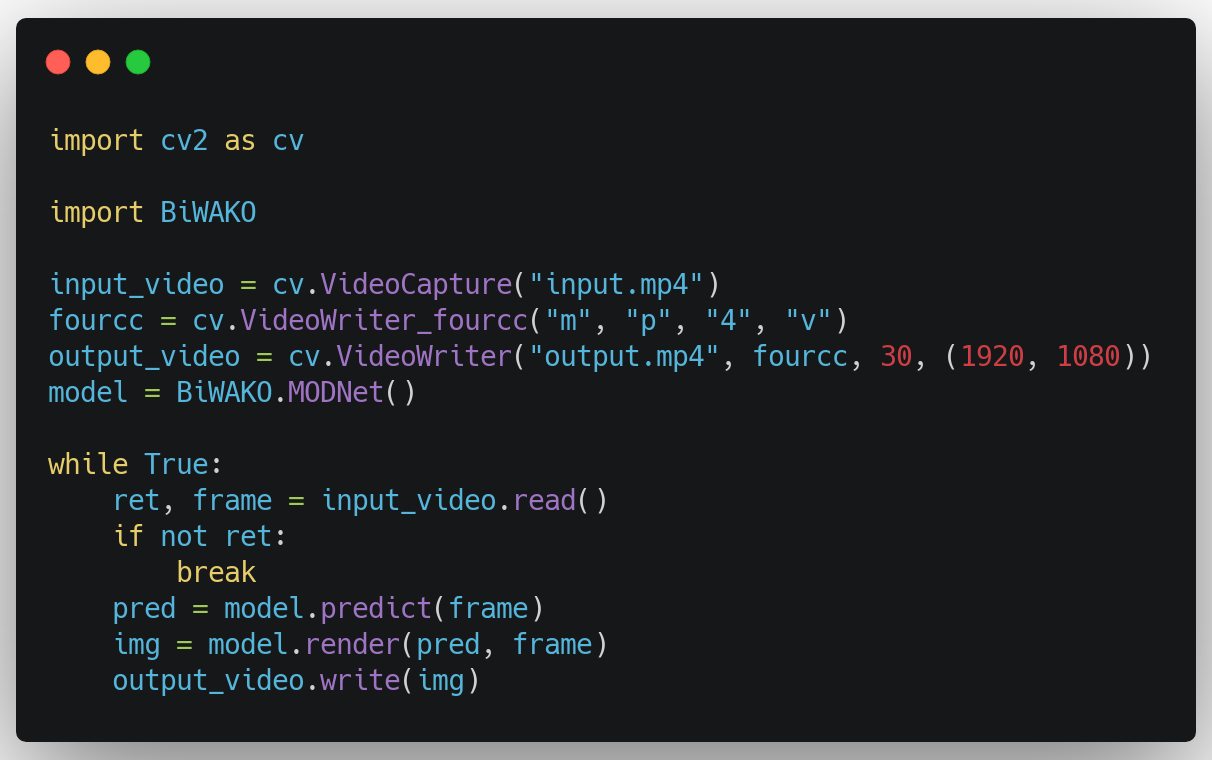 import cv2 as cv
import BiWAKO
input_video = cv.VideoCapture("input.mp4")
fourcc = cv.VideoWriter_fourcc("m", "p", "4", "v")
output_video = cv.VideoWriter("output.mp4", fourcc, 30, (1920, 1080))
model = BiWAKO.MODNet()
while True:
    ret, frame = input_video.read()
    if not ret:
        break
    pred = model.predict(frame)
    img = model.render(pred, frame)
    output_video.write(img)